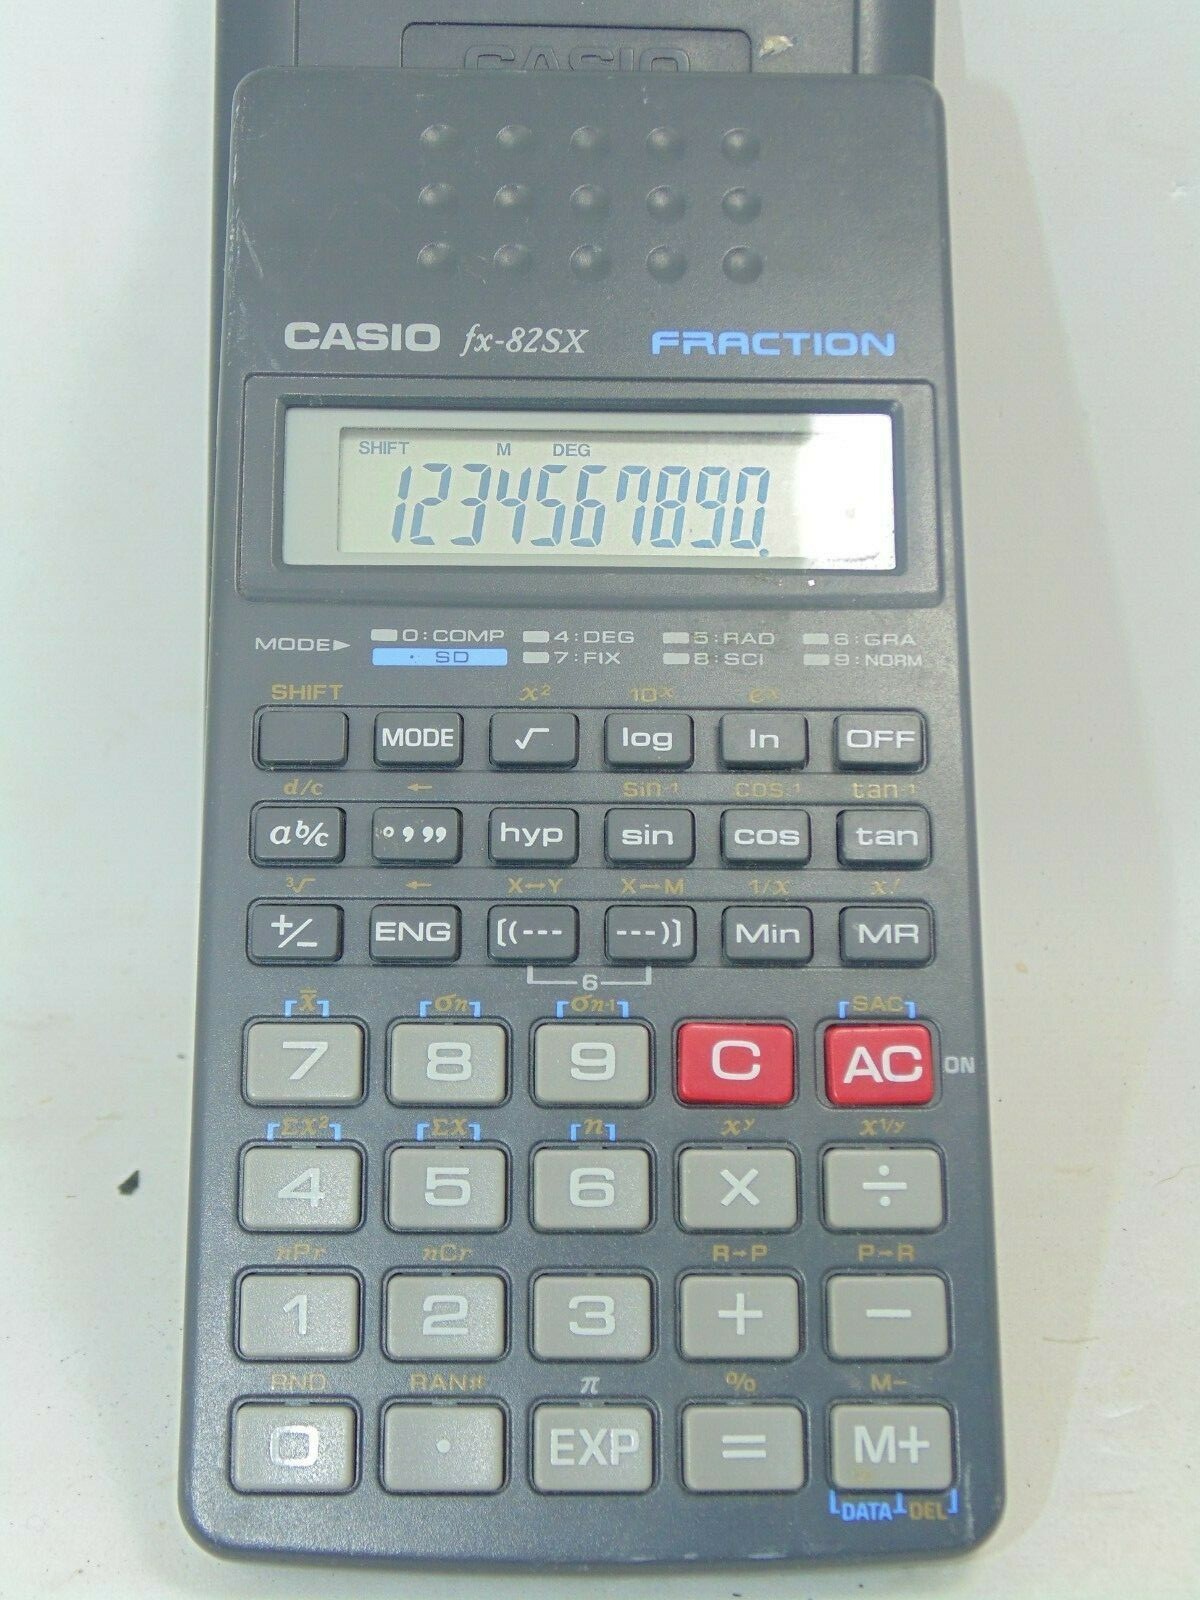 CASIO
CASIO fx-82SX FRACTION
SHIFT M DEG
1234567890.
MODE► 0:COMP 4:DEG 5:RAD 6:GRA
· SD 7:FIX 8:SCI 9:NORM
SHIFT x² 10ˣ eˣ
MODE √ log ln OFF
d/c ← sin⁻¹ cos⁻¹ tan⁻¹
ab/c ° ' '' hyp sin cos tan
³√ ← X↔Y X↔M 1/x x!
+/− ENG [(--- ---)] Min MR
6
x̄ σn σn-1 SAC
7 8 9 C AC ON
Σx² Σx n xʸ x¹/ʸ
4 5 6 × ÷
nPr nCr R→P P→R
1 2 3 + −
RND RAN# π % M−
0 · EXP = M+
DATA DEL